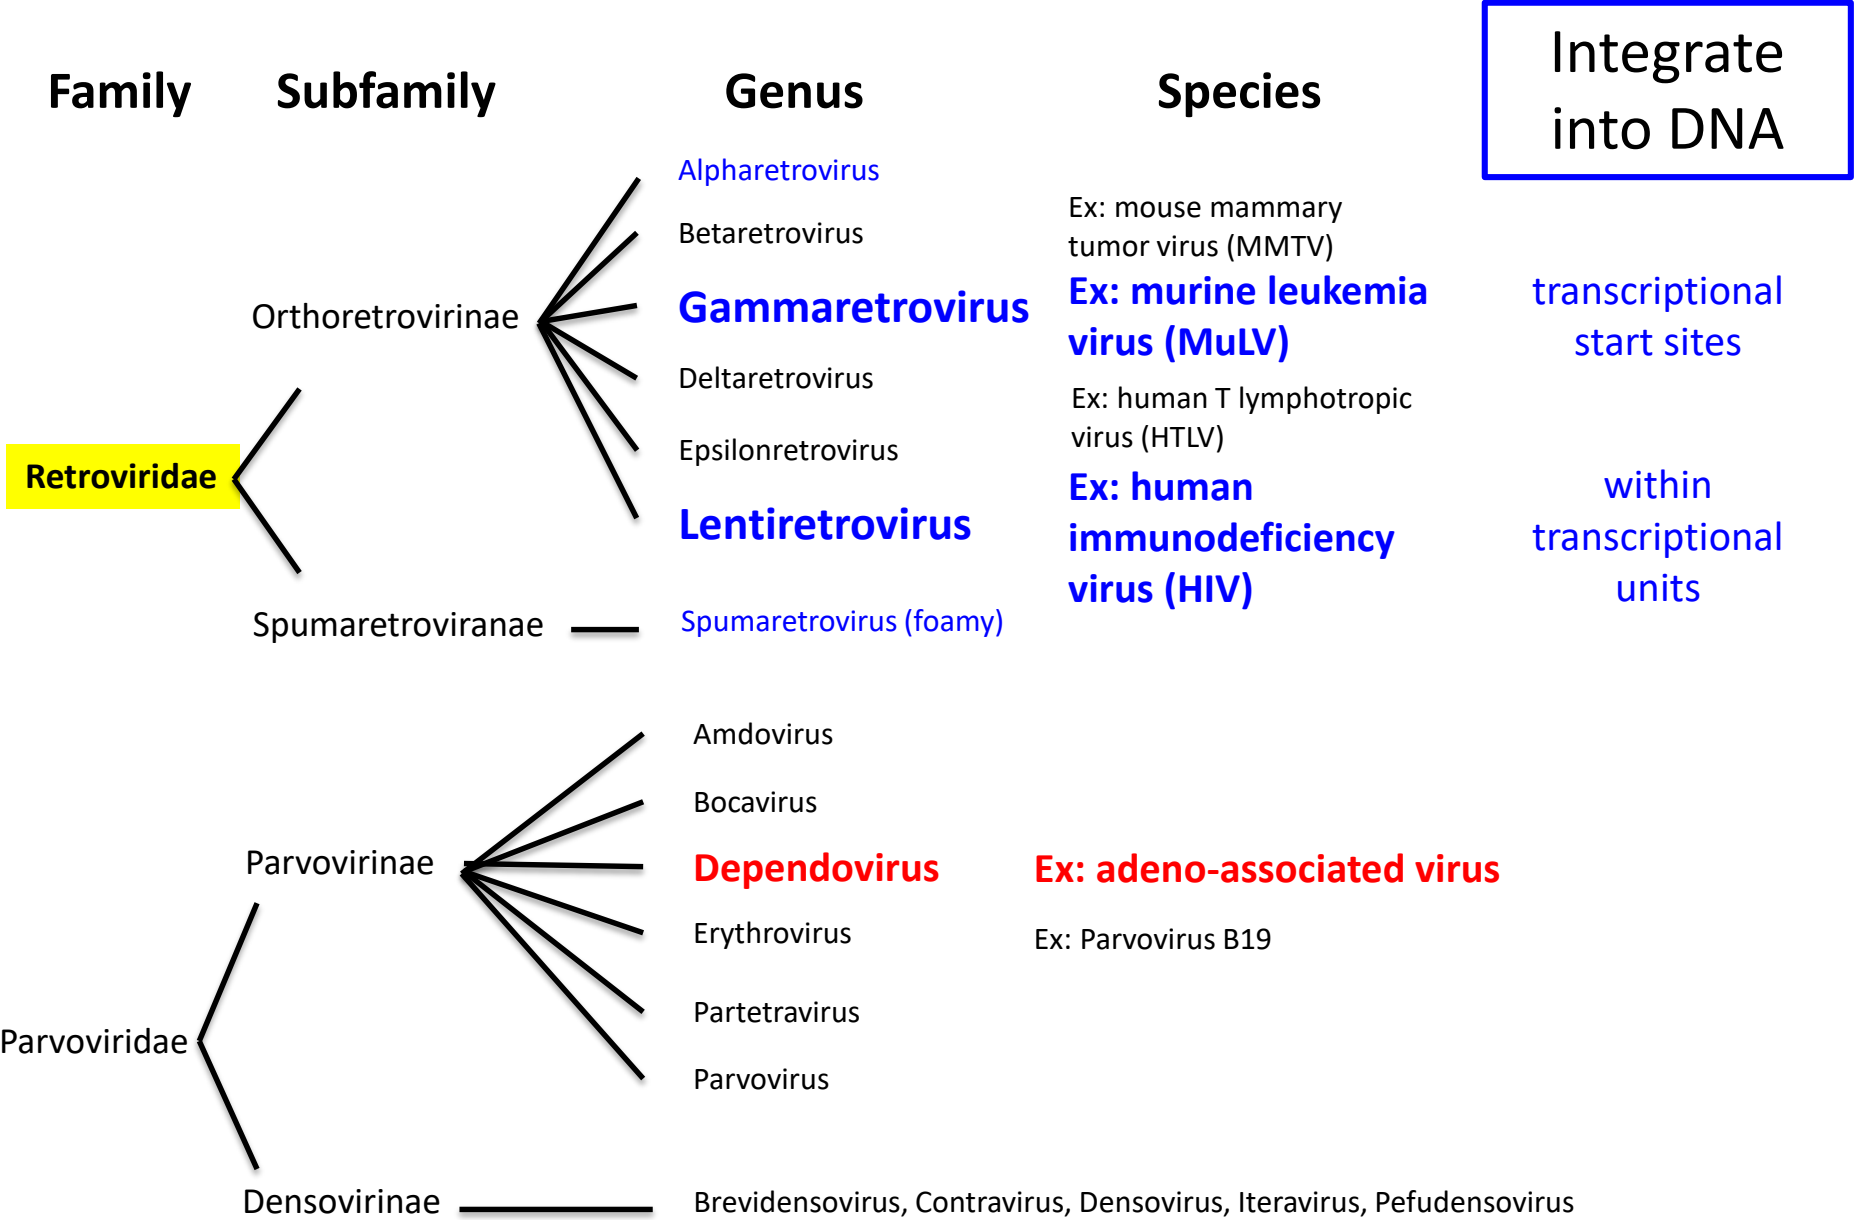 Family Subfamily Genus Species Integrate
into DNA
Alpharetrovirus
Betaretrovirus
Ex: mouse mammary
tumor virus (MMTV)
Orthoretrovirinae
Gammaretrovirus
Ex: murine leukemia
virus (MuLV)
transcriptional
start sites
Deltaretrovirus
Ex: human T lymphotropic
virus (HTLV)
Epsilonretrovirus
Retroviridae
Lentiretrovirus
Ex: human
immunodeficiency
virus (HIV)
within
transcriptional
units
Spumaretroviranae
Spumaretrovirus (foamy)
Amdovirus
Bocavirus
Parvovirinae
Dependovirus
Ex: adeno-associated virus
Erythrovirus
Ex: Parvovirus B19
Partetravirus
Parvoviridae
Parvovirus
Densovirinae
Brevidensovirus, Contravirus, Densovirus, Iteravirus, Pefudensovirus